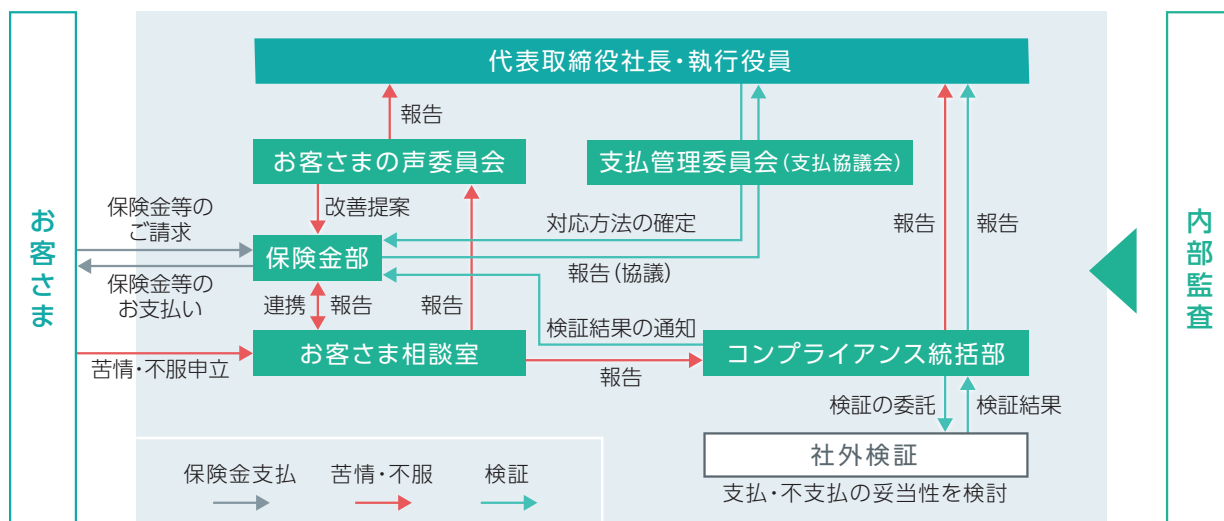 代表取締役社長・執行役員
報告
お客さまの声委員会
支払管理委員会(支払協議会)
お客さま
内部監査
保険金等の
ご請求
改善提案
対応方法の確定
報告
報告
保険金部
報告(協議)
保険金等の
お支払い
連携
報告
報告
検証結果の通知
お客さま相談室
コンプライアンス統括部
苦情・不服申立
報告
検証の委託
検証結果
社外検証
支払・不支払の妥当性を検討
保険金支払
苦情・不服
検証